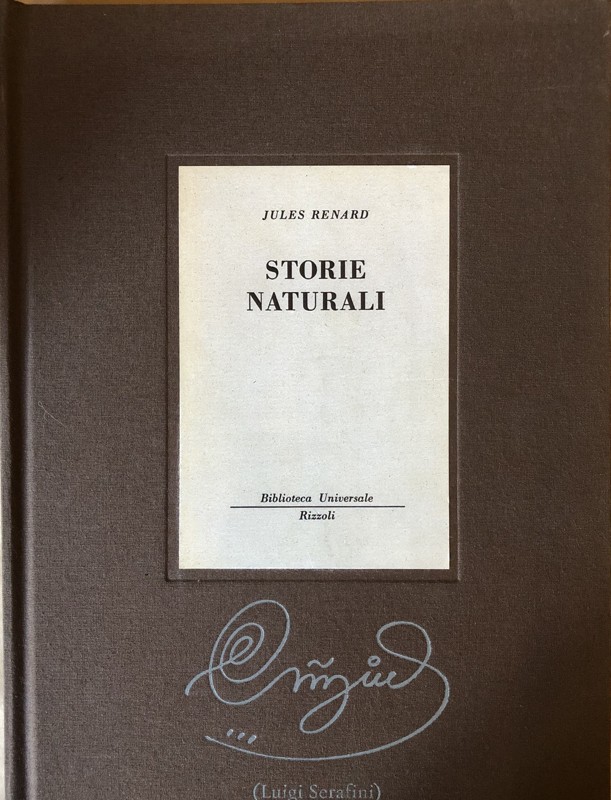 JULES RENARD
STORIE
NATURALI
Biblioteca Universale
Rizzoli
(Luigi Serafini)